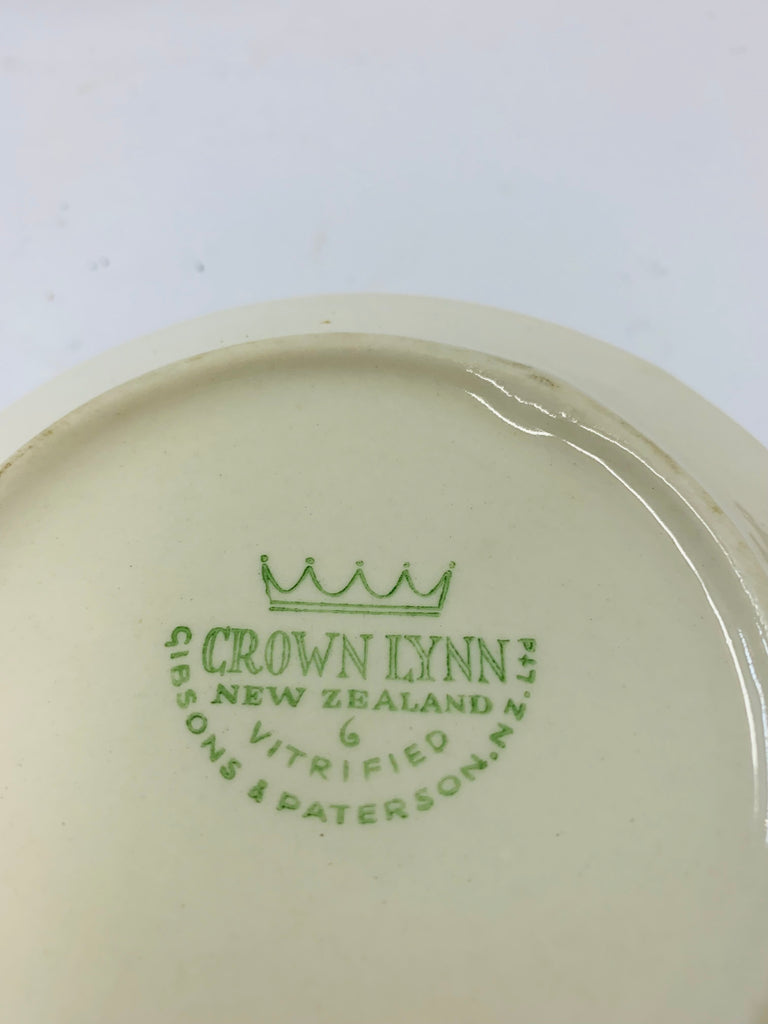 CROWN LYNN
NEW ZEALAND
6
VITRIFIED
GIBSONS & PATERSON. N.Z. Ltd